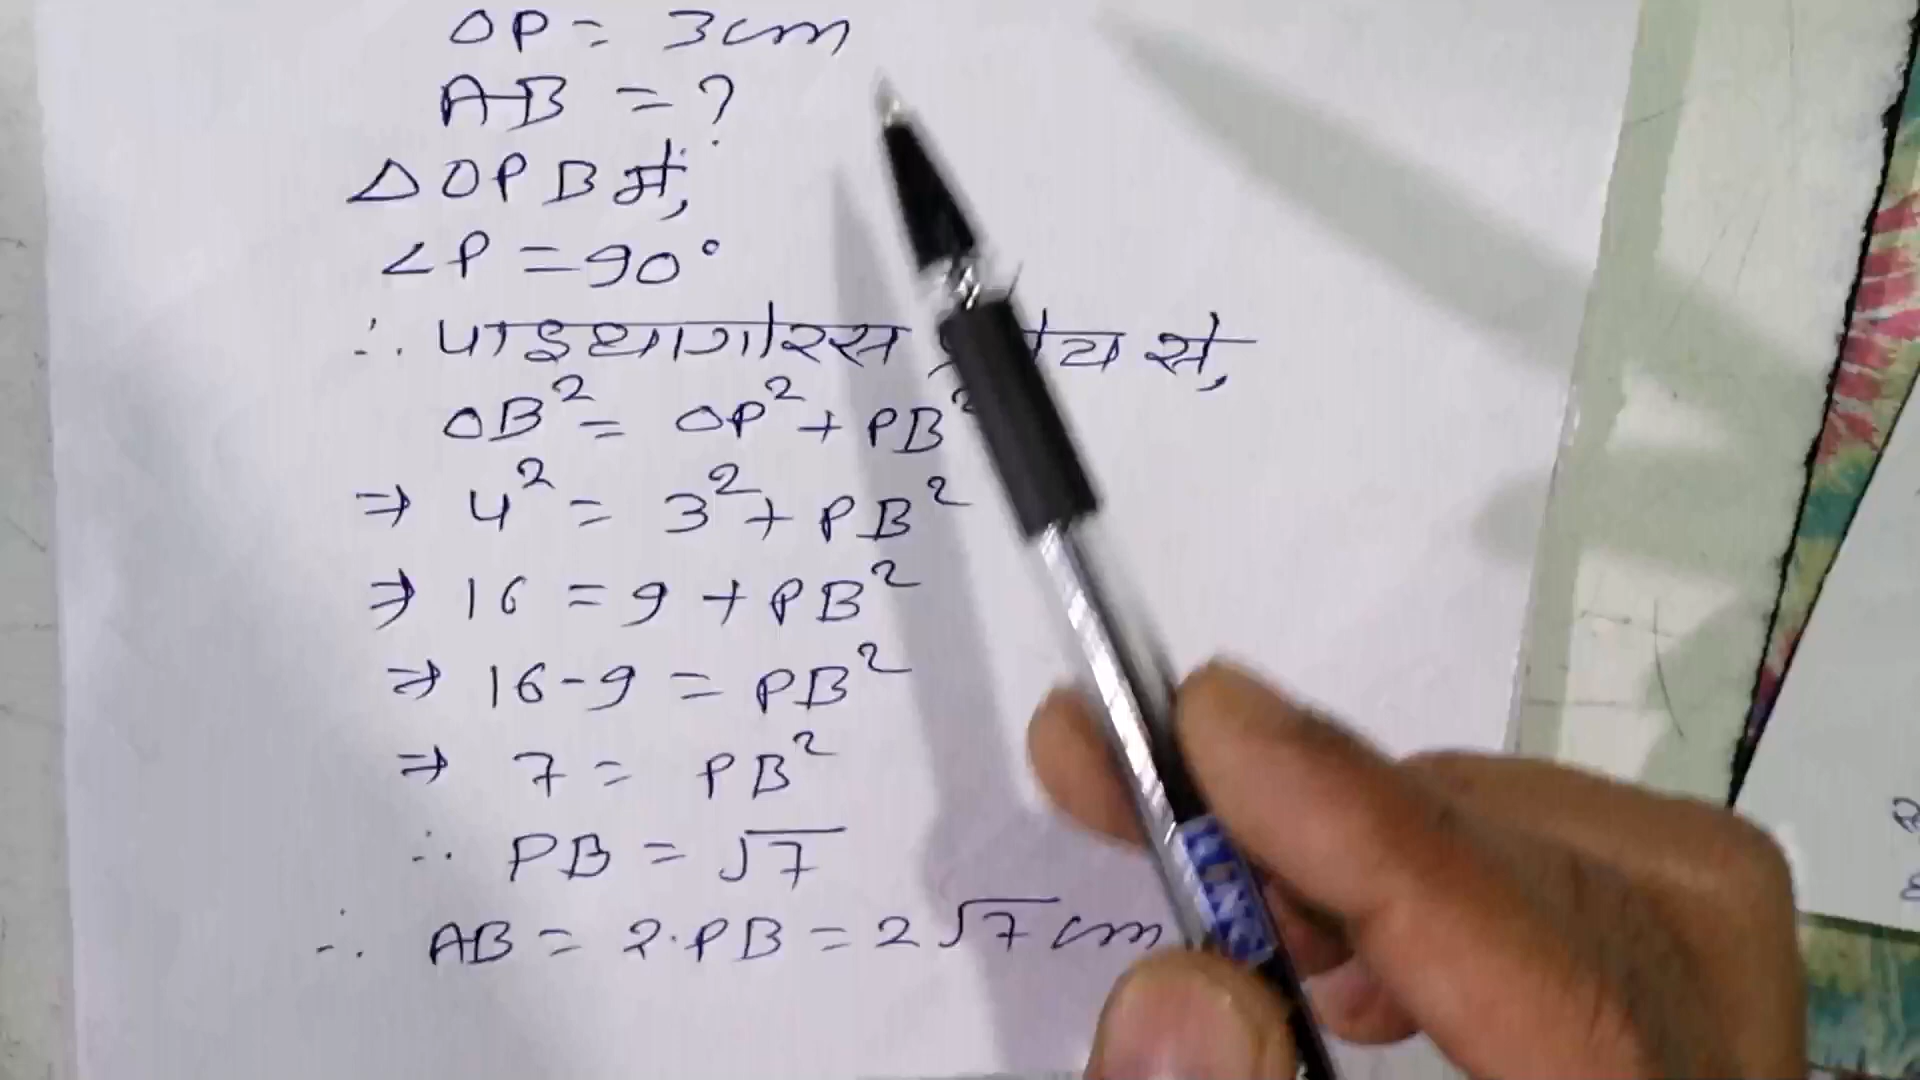 OP = 3cm
AB = ?
△OPB में,
∠P = 90°
∴ पाइथागोरस से,
OB² = OP² + PB²
⇒ 4² = 3² + PB²
⇒ 16 = 9 + PB²
⇒ 16 - 9 = PB²
⇒ 7 = PB²
∴ PB = √7
∴ AB = 2·PB = 2√7 cm